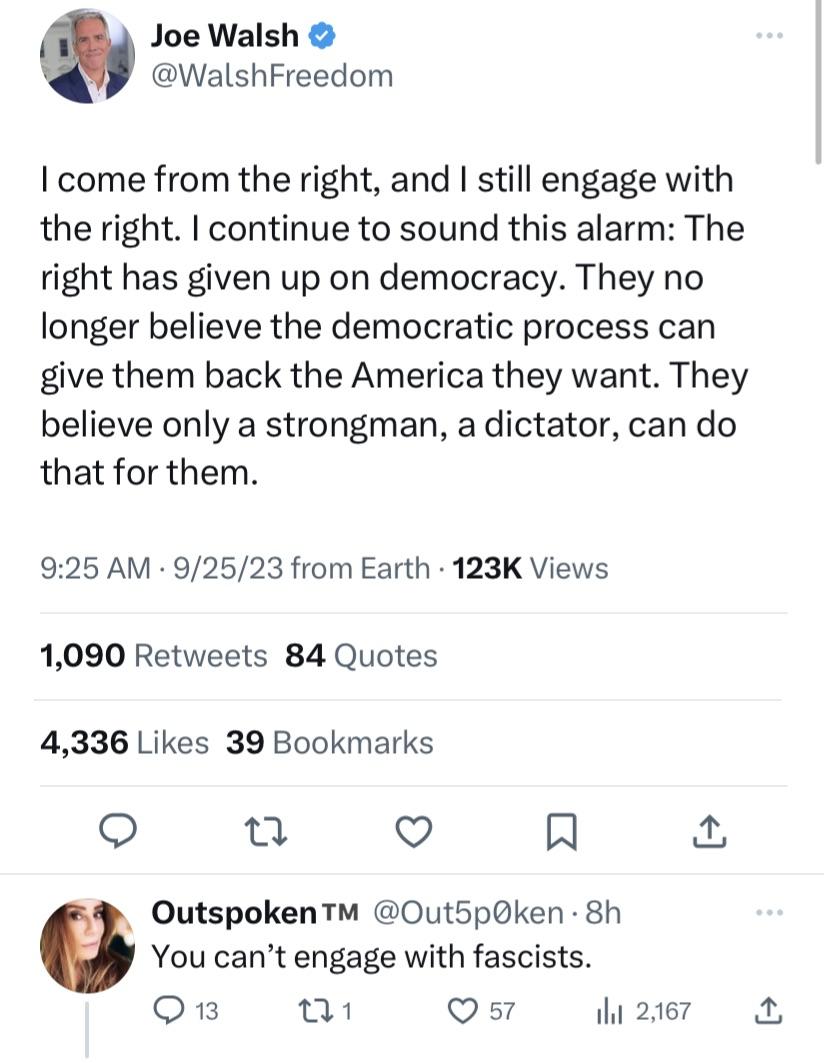 Joe Walsh
@WalshFreedom
I come from the right, and I still engage with
the right. I continue to sound this alarm: The
right has given up on democracy. They no
longer believe the democratic process can
give them back the America they want. They
believe only a strongman, a dictator, can do
that for them.
9:25 AM · 9/25/23 from Earth · 123K Views
1,090 Retweets 84 Quotes
4,336 Likes 39 Bookmarks
Outspoken™ @Out5p0ken · 8h
You can’t engage with fascists.
13 1 57 2,167